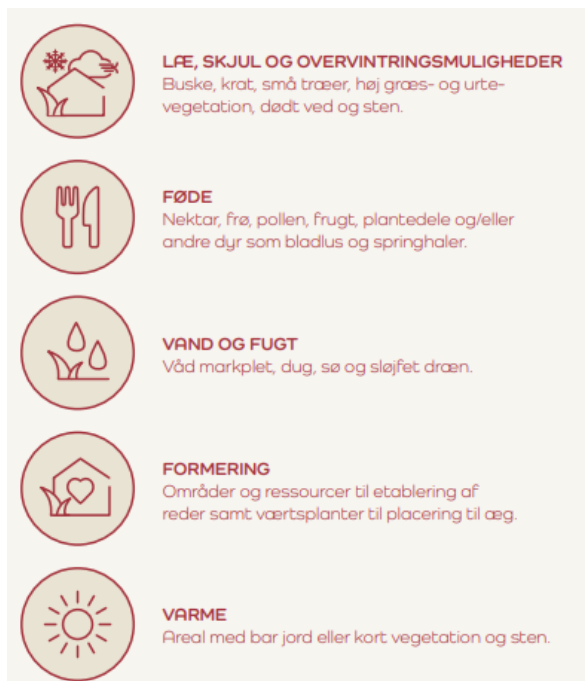 LÆ, SKJUL OG OVERVINTRINGSMULIGHEDER
Buske, krat, små træer, høj græs- og urte-
vegetation, dødt ved og sten.
FØDE
Nektar, frø, pollen, frugt, plantedele og/eller
andre dyr som bladlus og springhaler.
VAND OG FUGT
Våd markplet, dug, sø og sløjfet dræn.
FORMERING
Områder og ressourcer til etablering af
reder samt værtsplanter til placering til æg.
VARME
Areal med bar jord eller kort vegetation og sten.